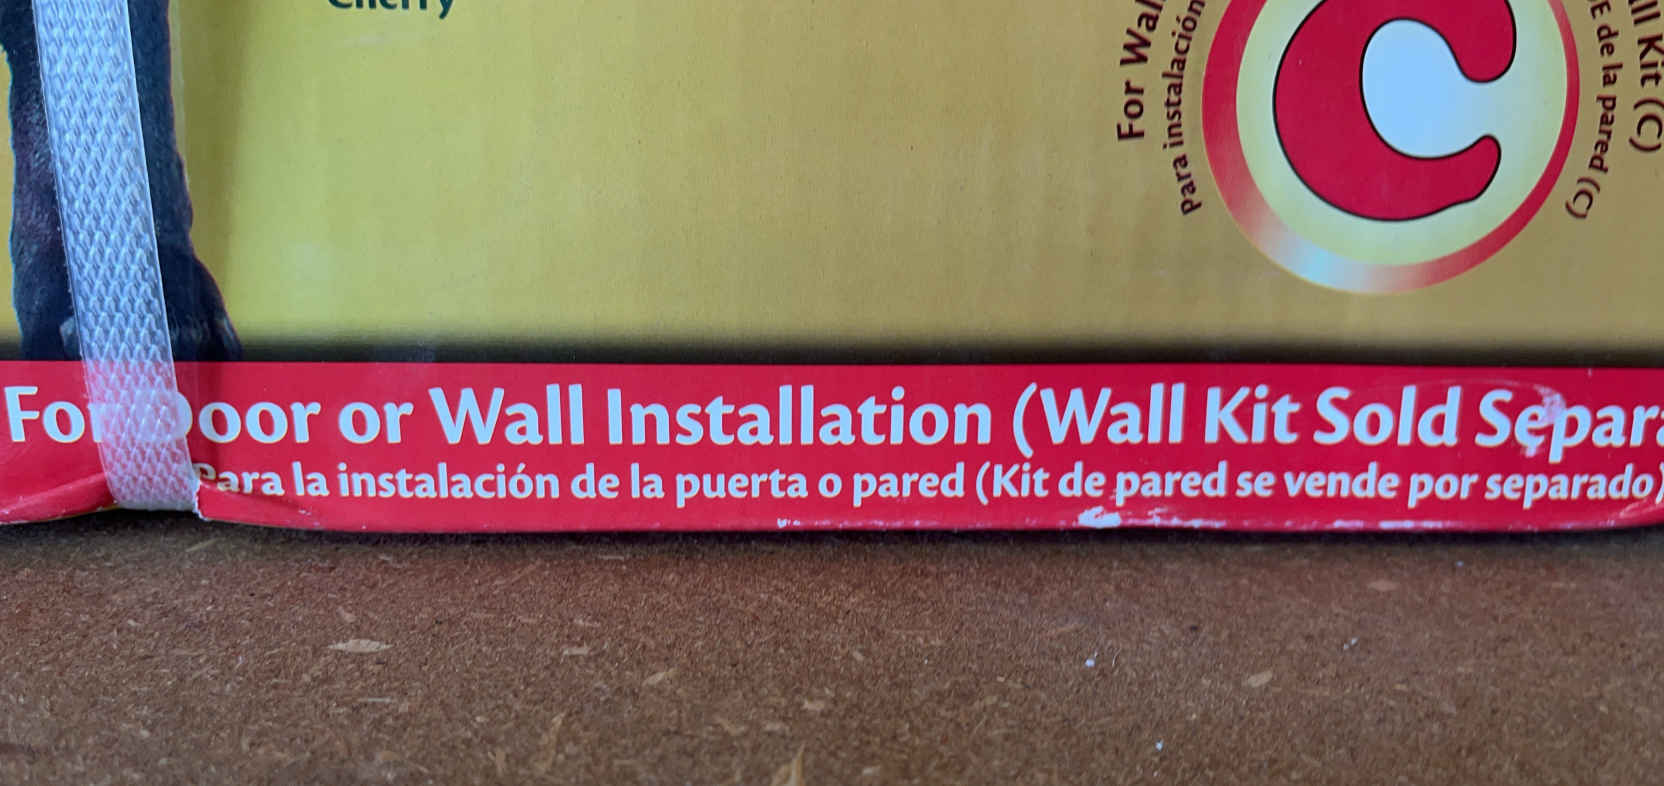 Cherry
For Wall
Para instalación
C
E de la pared (C)
ll Kit (C)
For Door or Wall Installation (Wall Kit Sold Separa
Para la instalación de la puerta o pared (Kit de pared se vende por separado)